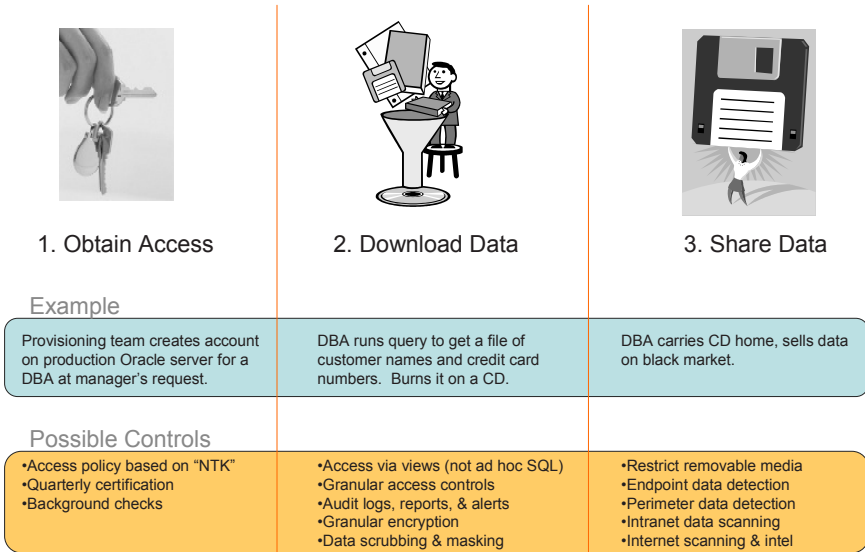 1. Obtain Access
2. Download Data
3. Share Data
Example
Provisioning team creates account
on production Oracle server for a
DBA at manager's request.
DBA runs query to get a file of
customer names and credit card
numbers.  Burns it on a CD.
DBA carries CD home, sells data
on black market.
Possible Controls
•Access policy based on “NTK”
•Quarterly certification
•Background checks
•Access via views (not ad hoc SQL)
•Granular access controls
•Audit logs, reports, & alerts
•Granular encryption
•Data scrubbing & masking
•Restrict removable media
•Endpoint data detection
•Perimeter data detection
•Intranet data scanning
•Internet scanning & intel